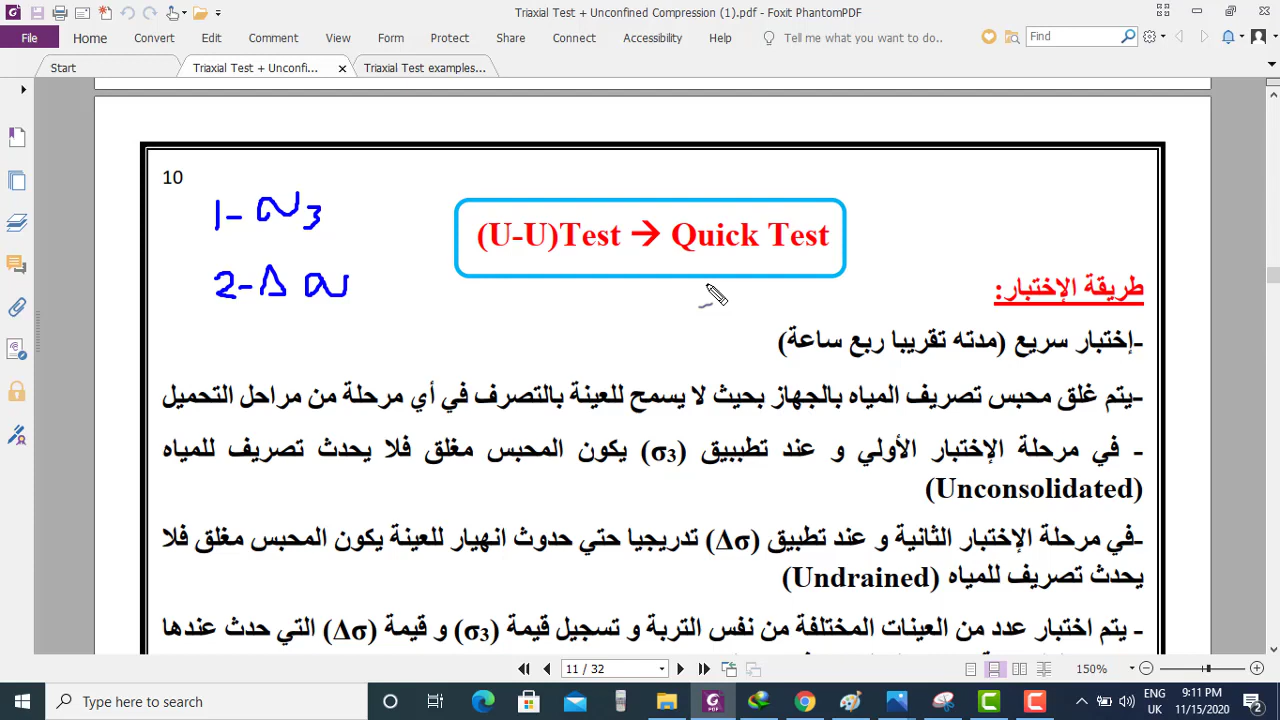 Triaxial Test + Unconfined Compression (1).pdf - Foxit PhantomPDF
File Home Convert Edit Comment View Form Protect Share Connect Accessibility Help Tell me what you want to do.. Find
Start Triaxial Test + Unconfi... Triaxial Test examples...
10
1- σ3
2- Δσ
(U-U)Test → Quick Test
طريقة الإختبار:
-إختبار سريع (مدته تقريبا ربع ساعة)
-يتم غلق محبس تصريف المياه بالجهاز بحيث لا يسمح للعينة بالتصرف في أي مرحلة من مراحل التحميل
- في مرحلة الإختبار الأولي و عند تطببيق (σ3) يكون المحبس مغلق فلا يحدث تصريف للمياه
(Unconsolidated)
-في مرحلة الإختبار الثانية و عند تطبيق (Δσ) تدريجيا حتي حدوث انهيار للعينة يكون المحبس مغلق فلا
يحدث تصريف للمياه (Undrained)
- يتم اختبار عدد من العينات المختلفة من نفس التربة و تسجيل قيمة (σ3) و قيمة (Δσ) التي حدث عندها
11 / 32 150%
Type here to search
ENG 9:11 PM
UK 11/15/2020 2